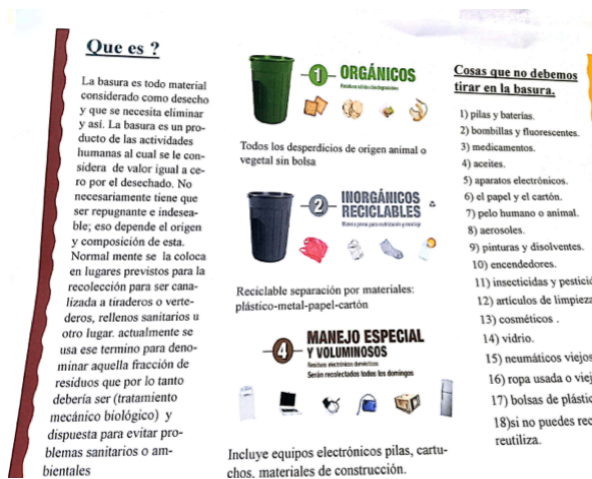 Que es ?
La basura es todo material
considerado como desecho
y que se necesita eliminar
y asi. La basura es un pro-
ducto de las actividades
humanas al cual se le con-
sidera de valor igual a ce-
ro por el desechado. No
necesariamente tiene que
ser repugnante e indesea-
ble; eso depende el origen
y composición de esta.
Normal mente se la coloca
en lugares previstos para la
recolección para ser cana-
lizada a tiraderos o verte-
deros, rellenos sanitarios u
otro lugar. actualmente se
usa ese termino para deno-
minar aquella fracción de
residuos que por lo tanto
debería ser (tratamiento
mecánico biológico) y
dispuesta para evitar pro-
blemas sanitarios o am-
bientales
1 ORGÁNICOS
Todos los desperdicios de origen animal o
vegetal sin bolsa
2 INORGÁNICOS
RECICLABLES
Reciclable separación por materiales:
plástico-metal-papel-cartón
4 MANEJO ESPECIAL
Y VOLUMINOSOS
Residuos electrónicos domésticos
Serán recolectados todos los domingos
Incluye equipos electrónicos pilas, cartu-
chos, materiales de construcción.
Cosas que no debemos
tirar en la basura.
1) pilas y baterías.
2) bombillas y fluorescentes.
3) medicamentos.
4) aceites.
5) aparatos electrónicos.
6) el papel y el cartón.
7) pelo humano o animal.
8) aerosoles.
9) pinturas y disolventes.
10) encendedores.
11) insecticidas y pestici
12) artículos de limpieza
13) cosméticos .
14) vidrio.
15) neumáticos viejos
16) ropa usada o viej
17) bolsas de plástic
18)si no puedes rec
reutiliza.